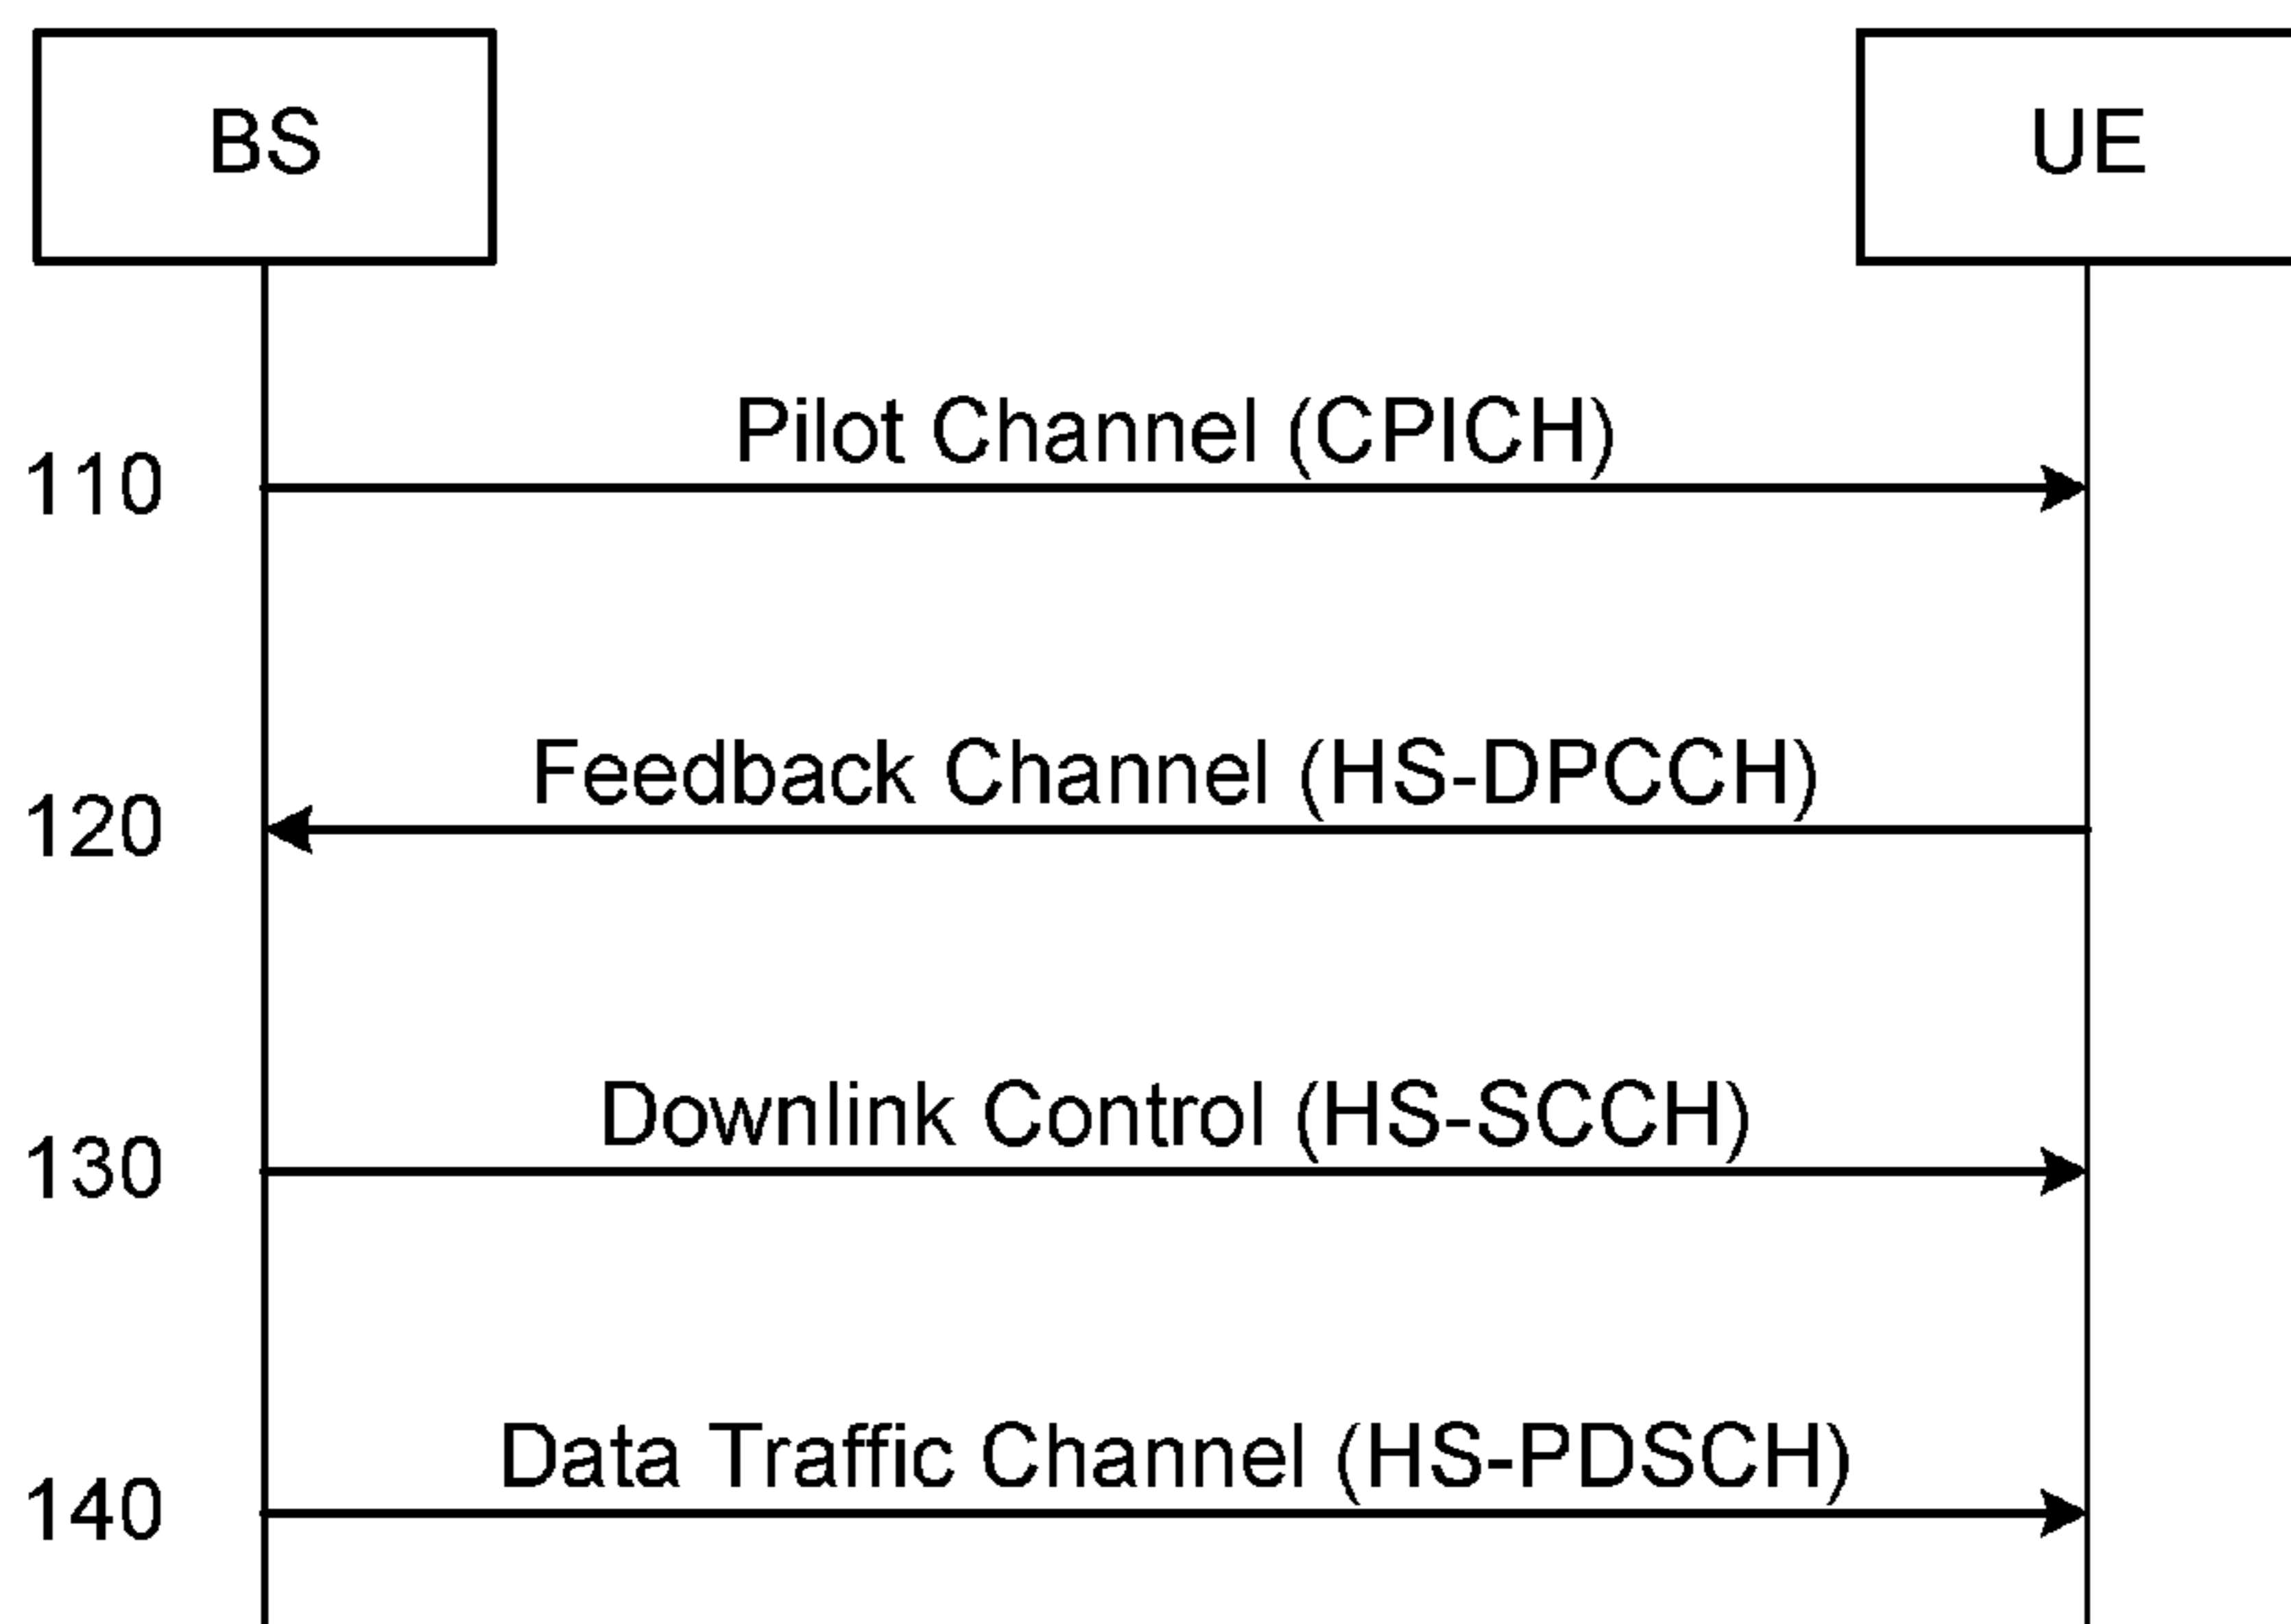 BS
UE
Pilot Channel (CPICH)
110
Feedback Channel (HS-DPCCH)
120
Downlink Control (HS-SCCH)
130
Data Traffic Channel (HS-PDSCH)
140